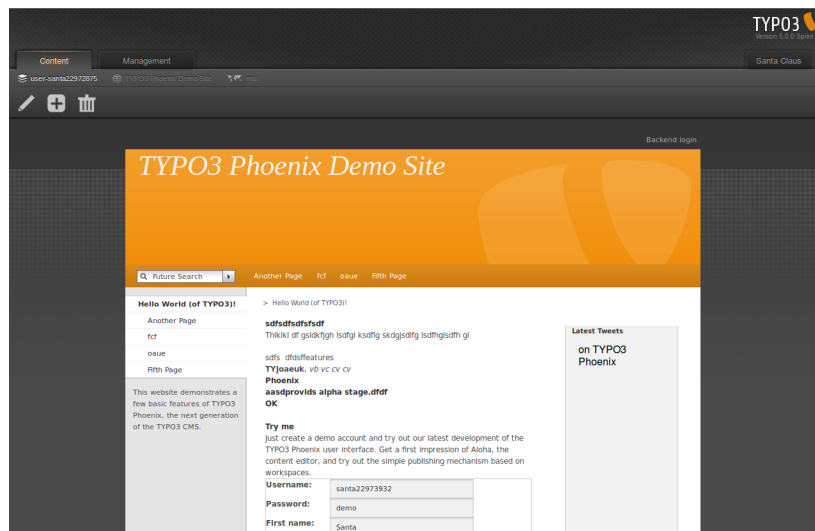 TYPO3
Version 5.0.0 Sprint
Content
Management
Santa Claus
user-santa22972875
TYPO3 Phoenix Demo Site
Backend login
TYPO3 Phoenix Demo Site
Future Search
Another Page
fcf
oaue
Fifth Page
Hello World (of TYPO3)!
Another Page
fcf
oaue
Fifth Page
This website demonstrates a
few basic features of TYPO3
Phoenix, the next generation
of the TYPO3 CMS.
> Hello World (of TYPO3)!
sdfsdfsdfsfsdf
Thikiki df gsldkfjgh lsdfgl ksdflg skdgjsdlfg lsdfhglsdfh gl
sdfs dfdsffeatures
TYJoaeuk, vb vc cv cv
Phoenix
aasdprovids alpha stage.dfdf
OK
Try me
Just create a demo account and try out our latest development of the
TYPO3 Phoenix user interface. Get a first impression of Aloha, the
content editor, and try out the simple publishing mechanism based on
workspaces.
Username:
santa22973932
Password:
demo
First name:
Santa
Latest Tweets
on TYPO3
Phoenix